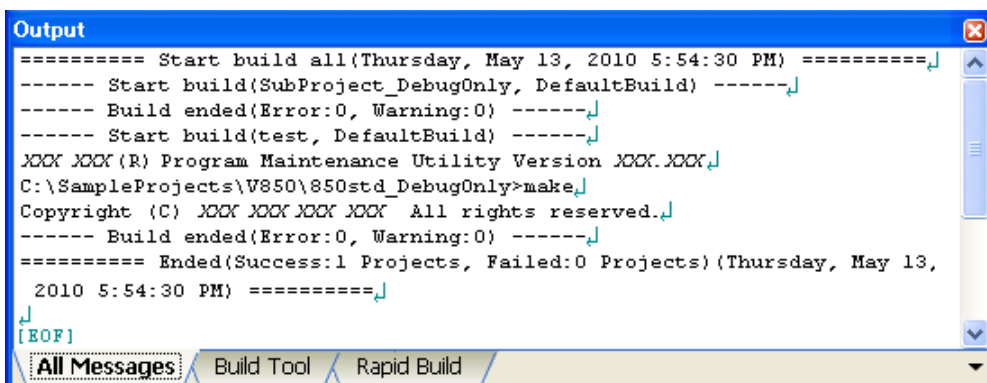 Output
========== Start build all(Thursday, May 13, 2010 5:54:30 PM) ==========
------ Start build(SubProject_DebugOnly, DefaultBuild) ------
------ Build ended(Error:0, Warning:0) ------
------ Start build(test, DefaultBuild) ------
XXX XXX(R) Program Maintenance Utility Version XXX.XXX
C:\SampleProjects\V850\850std_DebugOnly>make
Copyright (C) XXX XXX XXX XXX All rights reserved.
------ Build ended(Error:0, Warning:0) ------
========== Ended(Success:1 Projects, Failed:0 Projects)(Thursday, May 13,
2010 5:54:30 PM) ==========
[EOF]
All Messages Build Tool Rapid Build